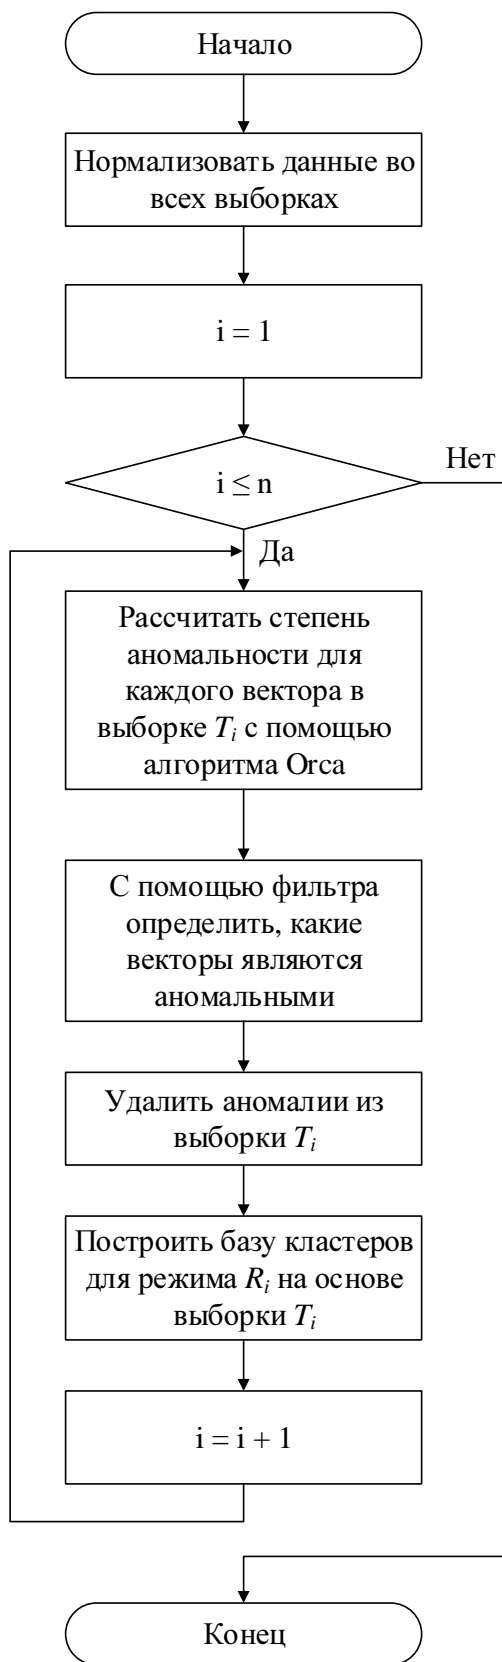 Начало
Нормализовать данные во
всех выборках
i = 1
i ≤ n
Нет
Да
Рассчитать степень
аномальности для
каждого вектора в
выборке Ti с помощью
алгоритма Orca
С помощью фильтра
определить, какие
векторы являются
аномальными
Удалить аномалии из
выборки Ti
Построить базу кластеров
для режима Ri на основе
выборки Ti
i = i + 1
Конец